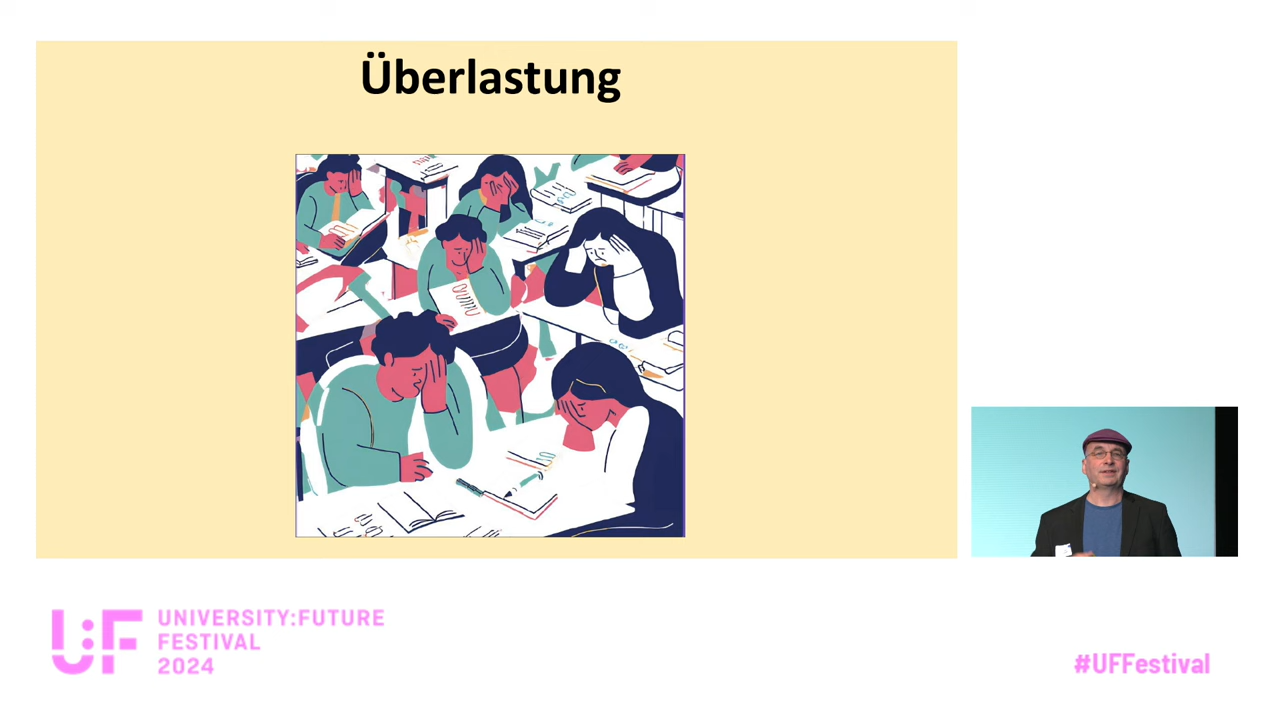 Überlastung
U:F
UNIVERSITY:FUTURE
FESTIVAL
2024
#UFFestival